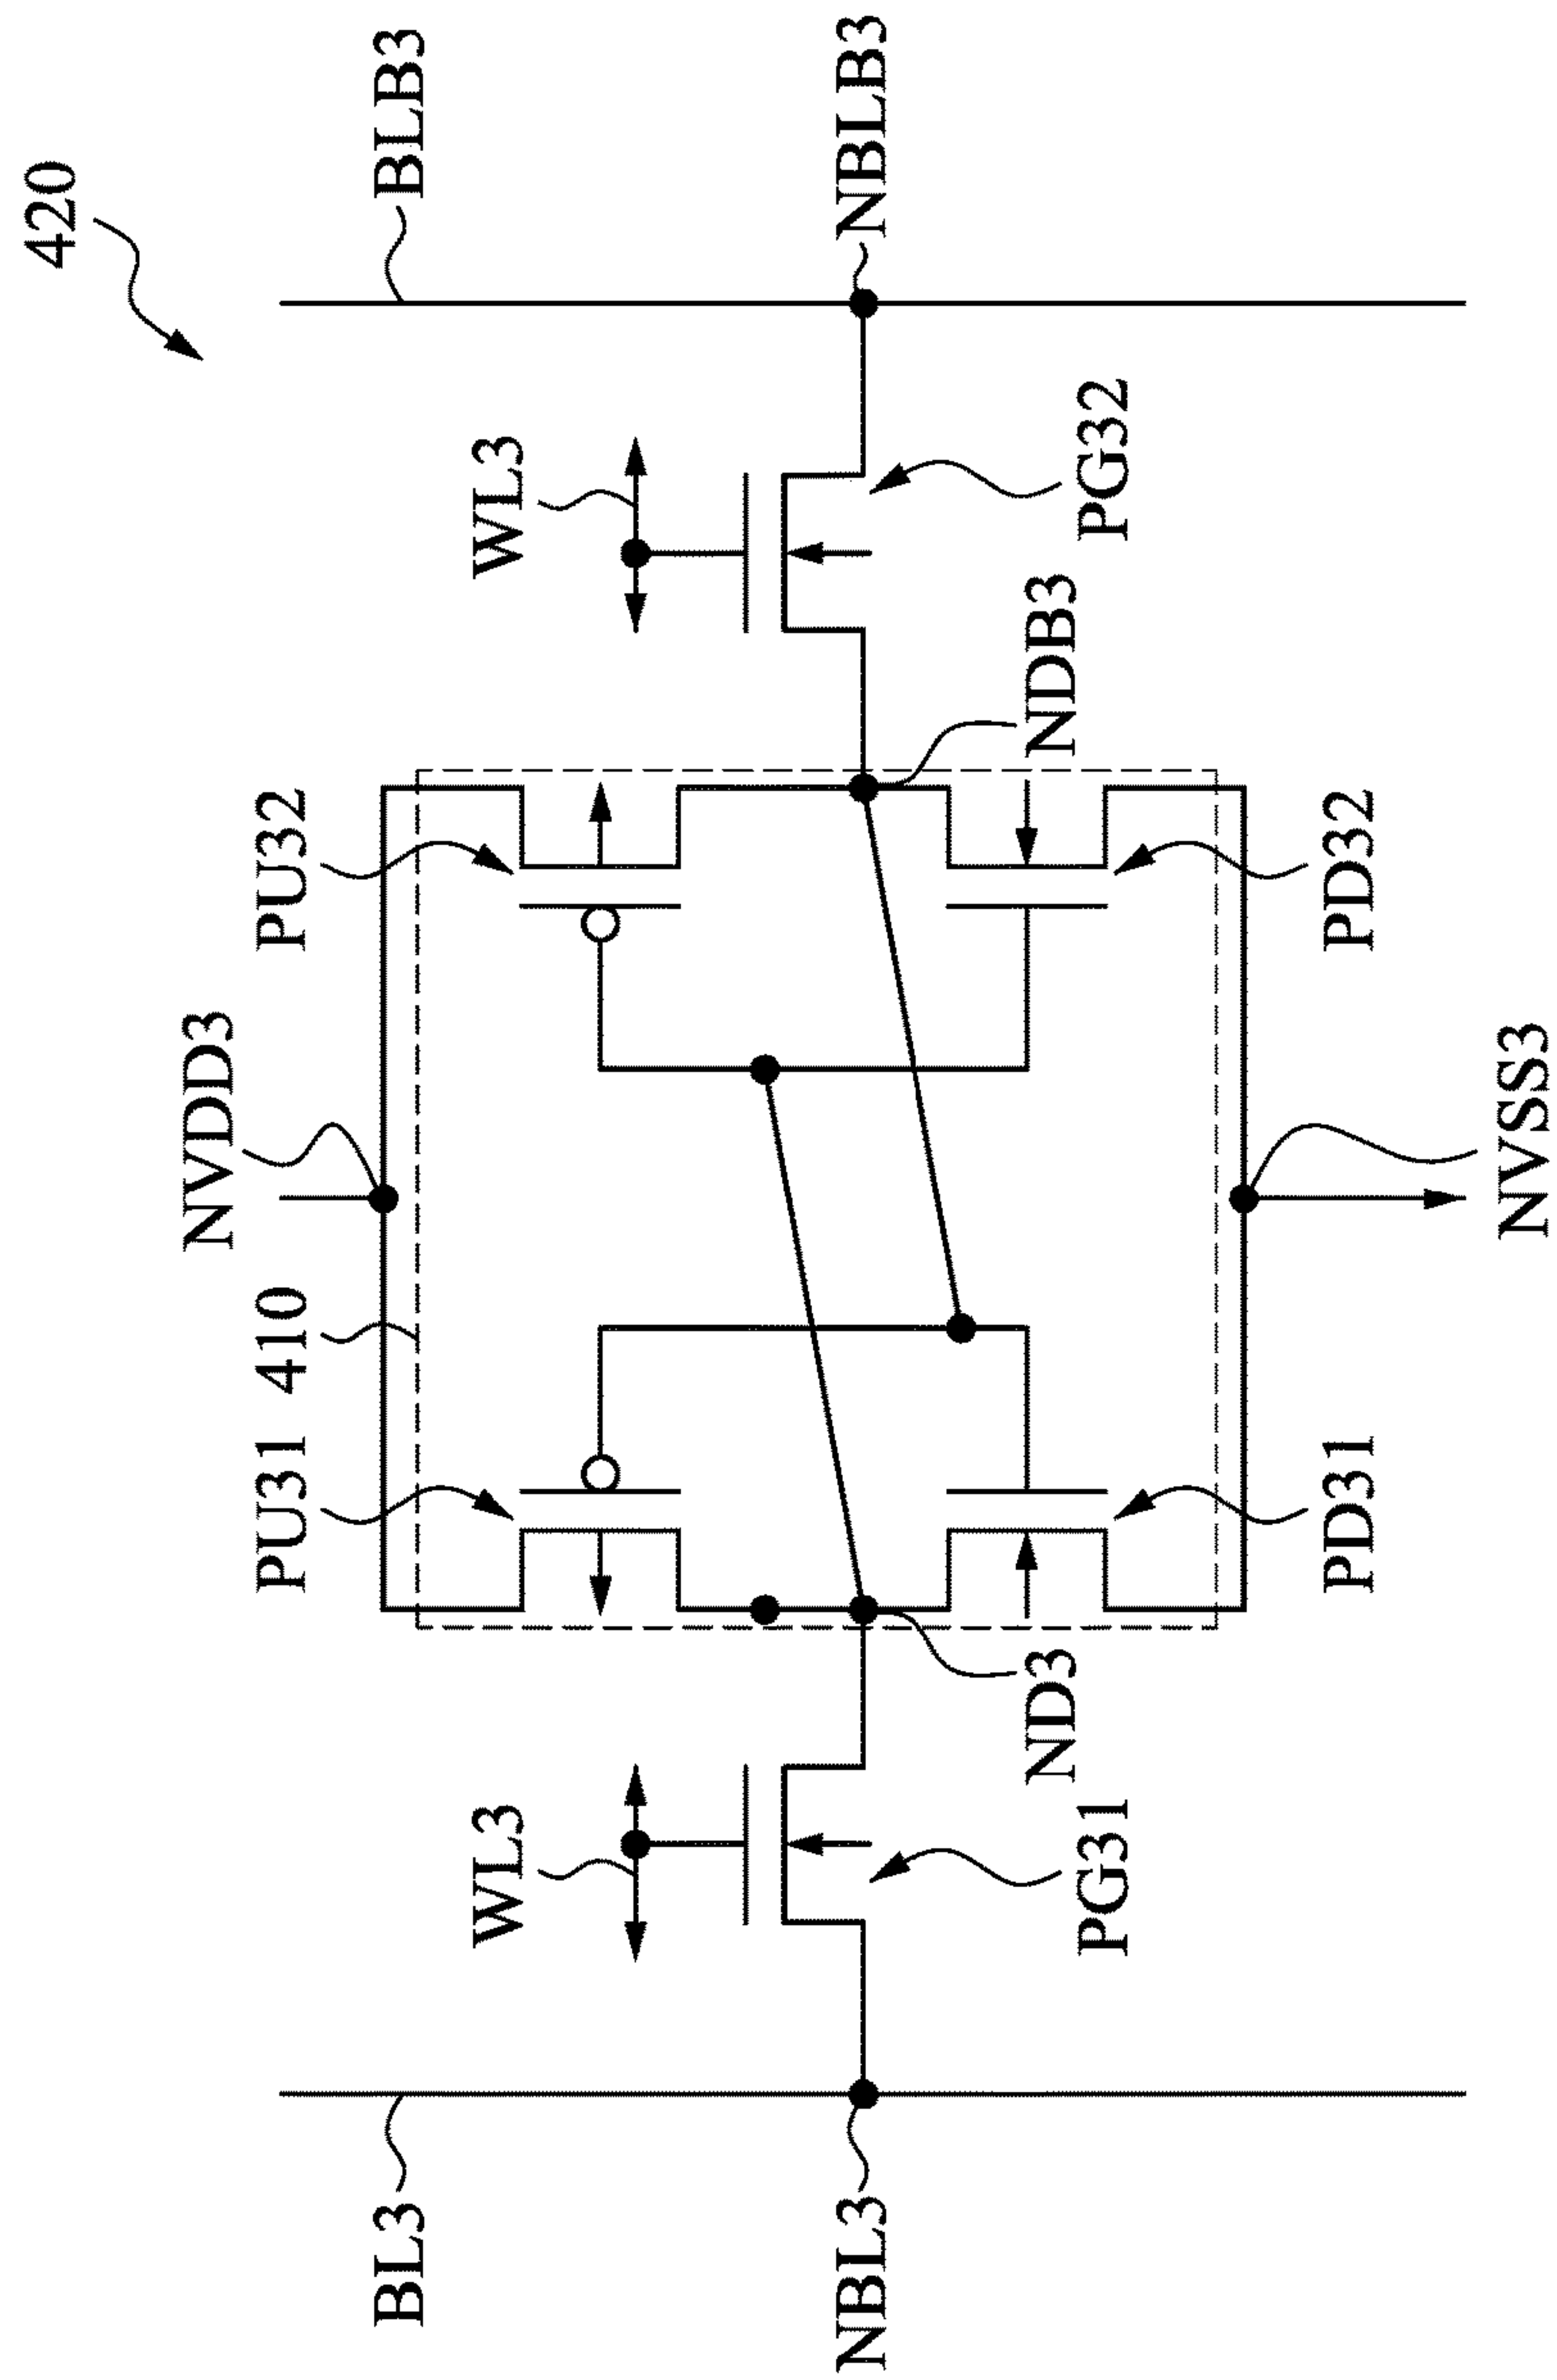 420
BL3
BLB3
NBL3
NBLB3
WL3
WL3
PG31
PG32
NVDD3
410
PU31
PU32
ND3
NDB3
PD31
PD32
NVSS3